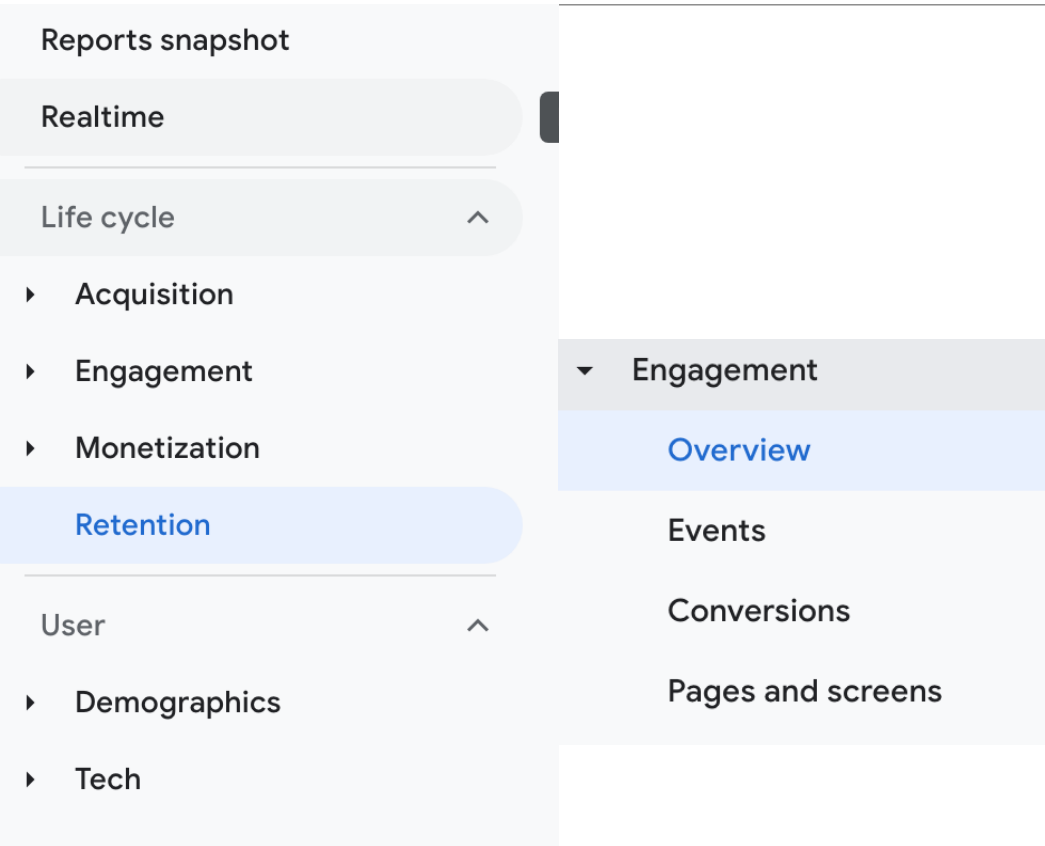 Reports snapshot
Realtime
Life cycle
Acquisition
Engagement
Monetization
Retention
User
Demographics
Tech
Engagement
Overview
Events
Conversions
Pages and screens